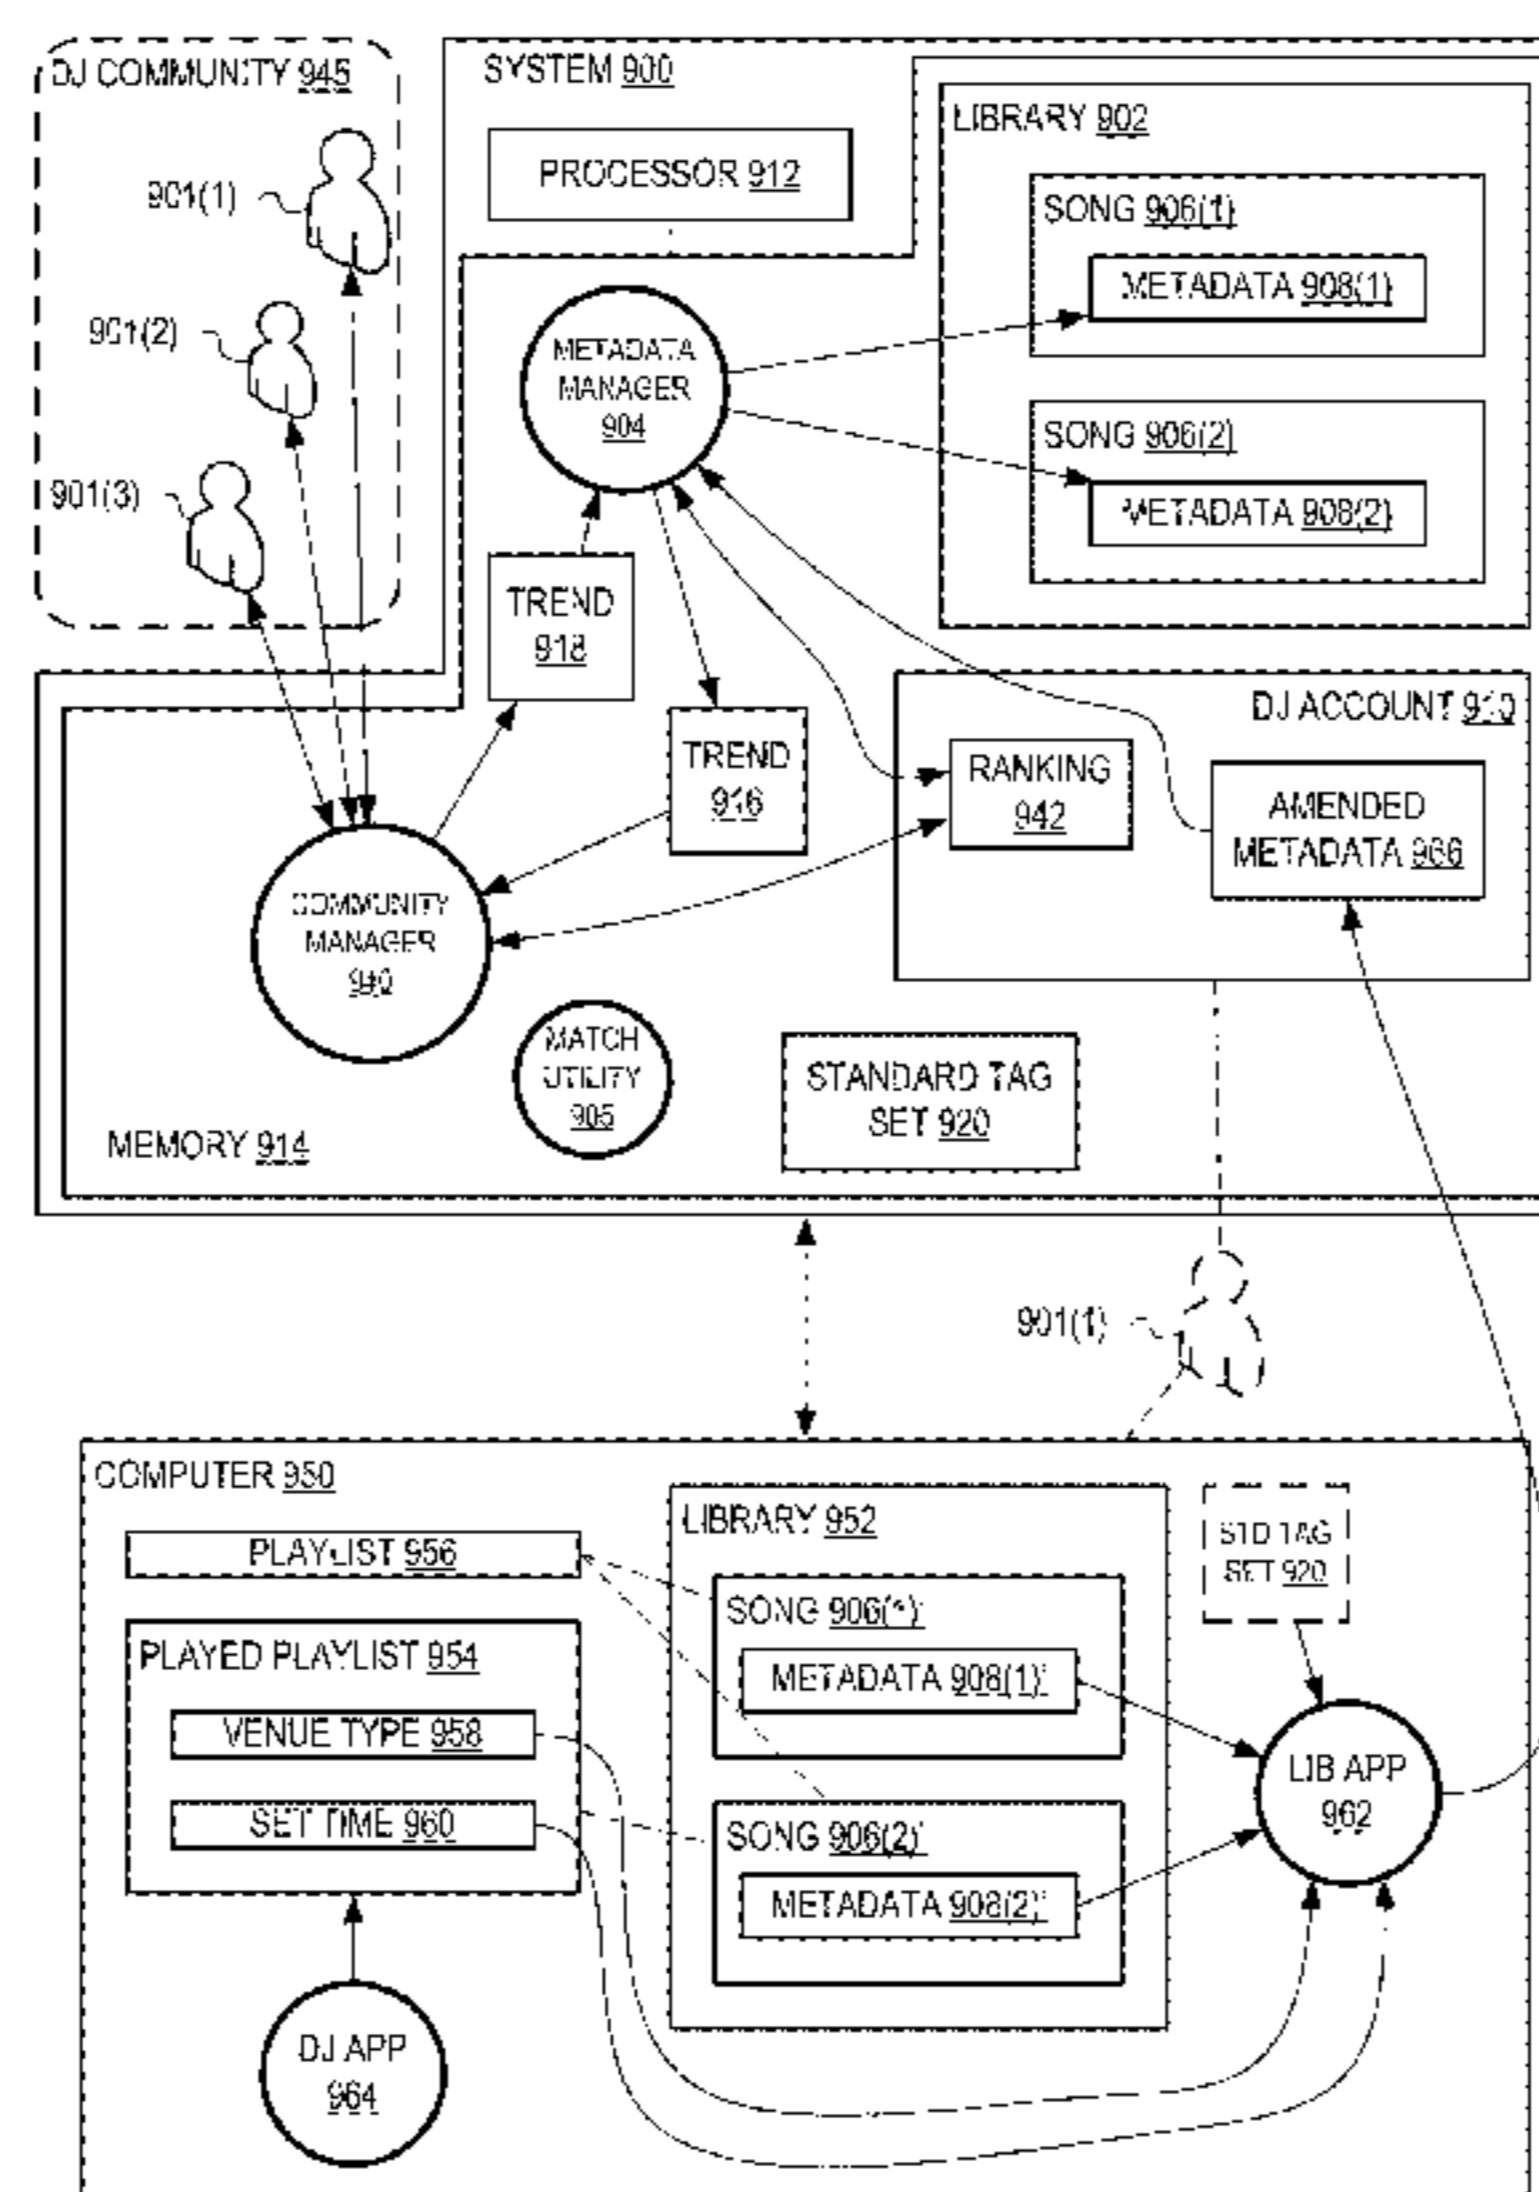 DJ COMMUNITY 945
901(1)
901(2)
901(3)
SYSTEM 900
PROCESSOR 912
LIBRARY 902
SONG 906(1)
METADATA 908(1)
SONG 906(2)
METADATA 908(2)
METADATA
MANAGER
904
TREND
918
TREND
916
DJ ACCOUNT 910
RANKING
942
AMENDED
METADATA 966
COMMUNITY
MANAGER
940
MATCH
UTILITY
905
STANDARD TAG
SET 920
MEMORY 914
901(1)
COMPUTER 950
PLAYLIST 956
PLAYED PLAYLIST 954
VENUE TYPE 958
SET TIME 960
LIBRARY 952
SONG 906(1)'
METADATA 908(1)'
SONG 906(2)'
METADATA 908(2)'
STD TAG
SET 920
LIB APP
962
DJ APP
964